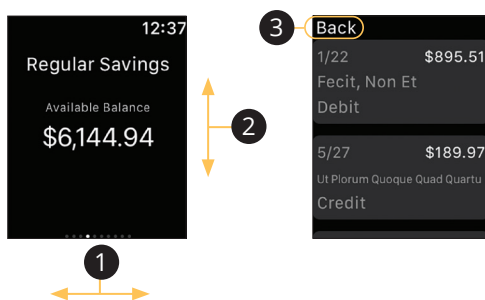 12:37
Regular Savings
Available Balance
$6,144.94
1
2
3
Back
1/22 $895.51
Fecit, Non Et
Debit
5/27 $189.97
Ut Plorum Quoque Quad Quartu
Credit